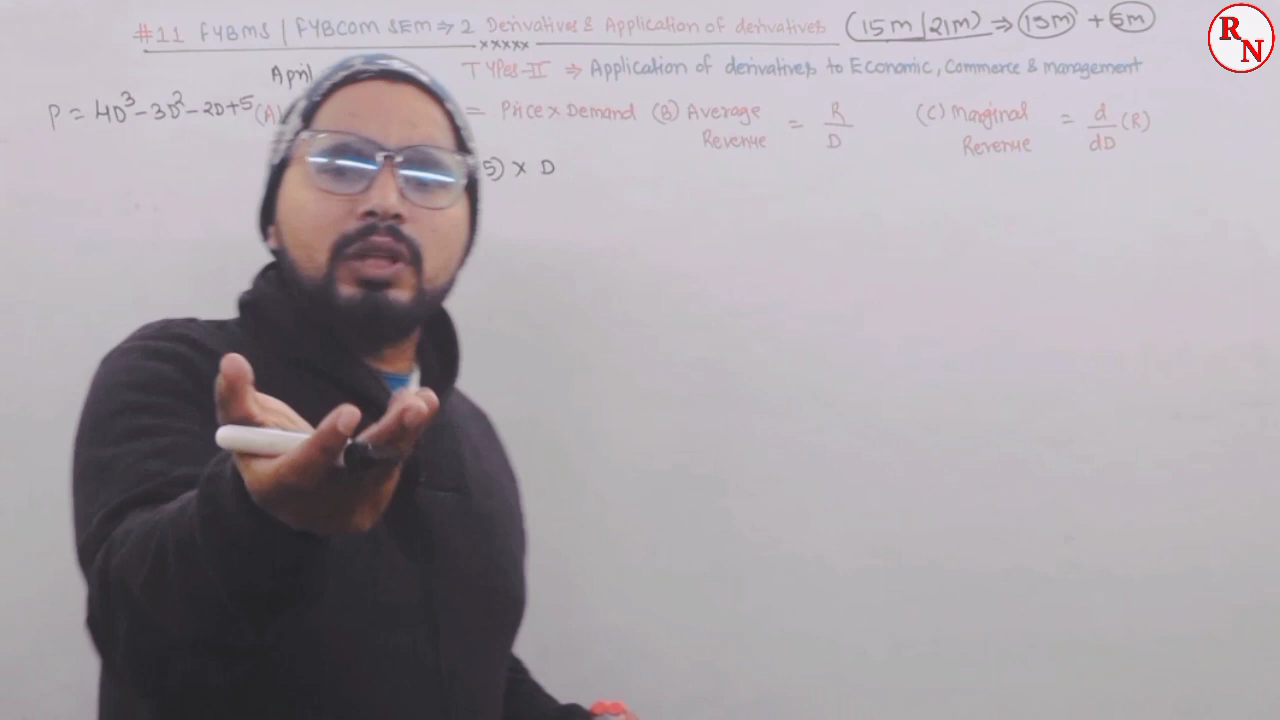 #11 FYBMS / FYBCOM SEM ⇒ 2 Derivatives & Application of derivatives (15m/21m) ⇒ 15m + 5m
xxxxx
April TYPES-II ⇒ Application of derivatives to Economic, Commerce & management
P = 4D³ - 3D² - 2D + 5 (A) = Price × Demand (B) Average Revenue = R/D (C) Marginal Revenue = d/dD (R)
5) × D
RN